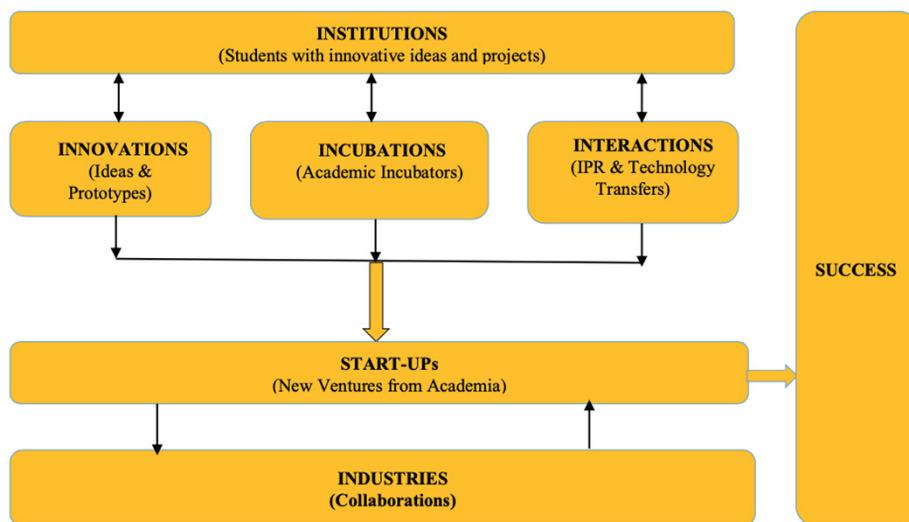 INSTITUTIONS
(Students with innovative ideas and projects)
INNOVATIONS
(Ideas &
Prototypes)
INCUBATIONS
(Academic Incubators)
INTERACTIONS
(IPR & Technology
Transfers)
SUCCESS
START-UPs
(New Ventures from Academia)
INDUSTRIES
(Collaborations)